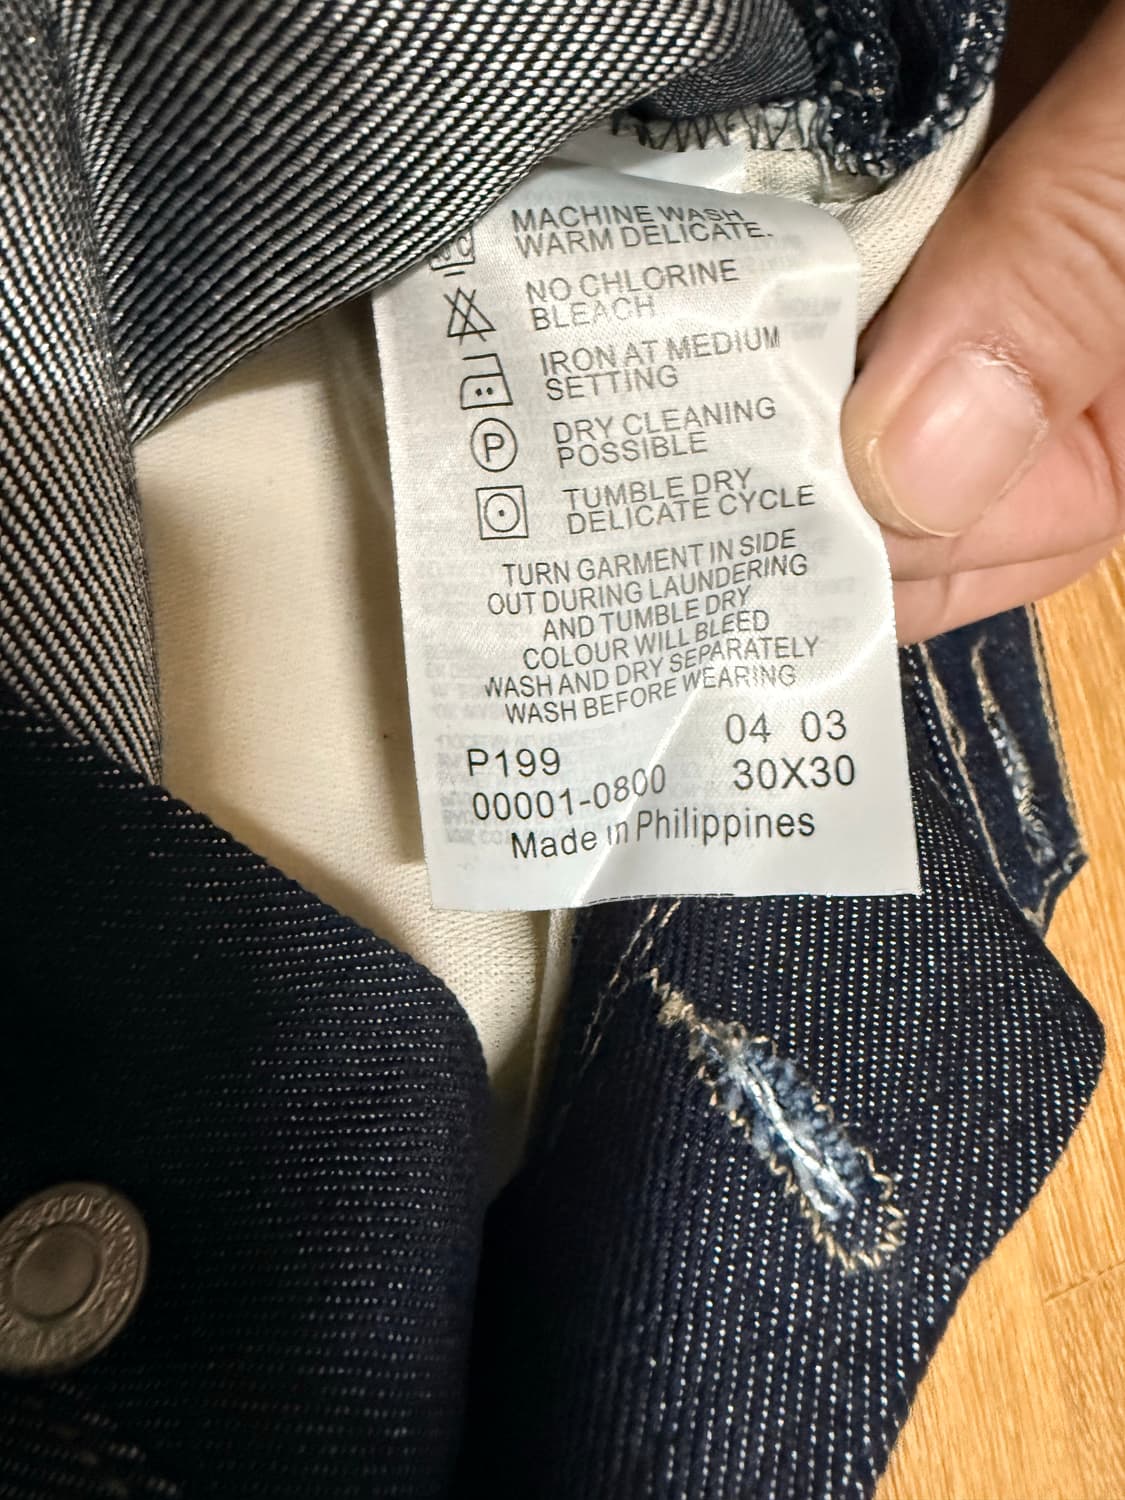 MACHINE WASH
WARM DELICATE.
NO CHLORINE
BLEACH
IRON AT MEDIUM
SETTING
P
DRY CLEANING
POSSIBLE
TUMBLE DRY
DELICATE CYCLE
TURN GARMENT IN SIDE
OUT DURING LAUNDERING
AND TUMBLE DRY
COLOUR WILL BLEED
WASH AND DRY SEPARATELY
WASH BEFORE WEARING
04 03
P199
30X30
00001-0800
Made in Philippines